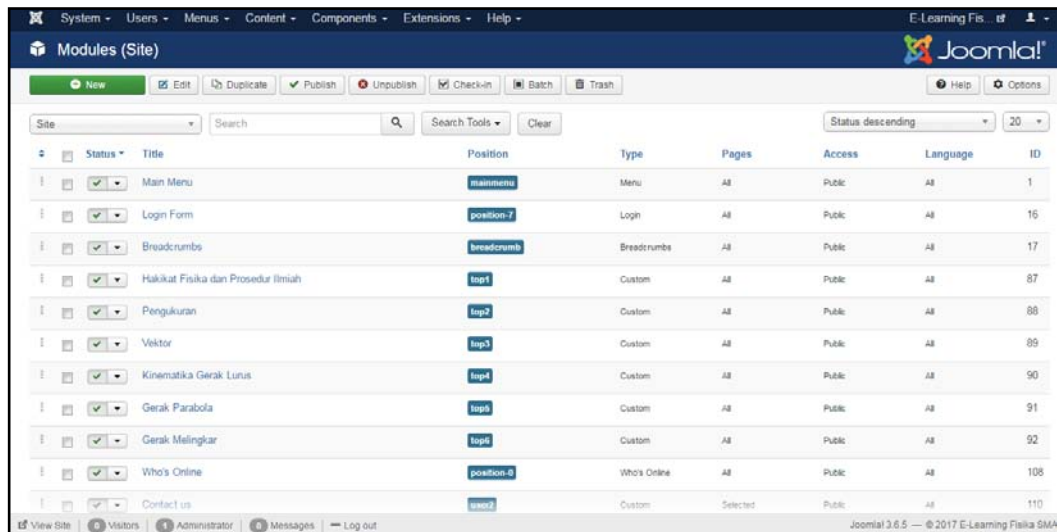 System Users Menus Content Components Extensions Help E-Learning Fis...
Modules (Site) Joomla!®
New Edit Duplicate Publish Unpublish Check-in Batch Trash Help Options
Site Search Search Tools Clear Status descending 20
Status Title Position Type Pages Access Language ID
Main Menu mainmenu Menu All Public All 1
Login Form position-7 Login All Public All 16
Breadcrumbs breadcrumb Breadcrumbs All Public All 17
Hakikat Fisika dan Prosedur Ilmiah top1 Custom All Public All 87
Pengukuran top2 Custom All Public All 88
Vektor top3 Custom All Public All 89
Kinematika Gerak Lurus top4 Custom All Public All 90
Gerak Parabola top5 Custom All Public All 91
Gerak Melingkar top6 Custom All Public All 92
Who's Online position-0 Who's Online All Public All 108
Contact us user2 Custom Selected Public All 110
View Site 0 Visitors 1 Administrator 0 Messages Log out Joomla! 3.6.5 — © 2017 E-Learning Fisika SMA